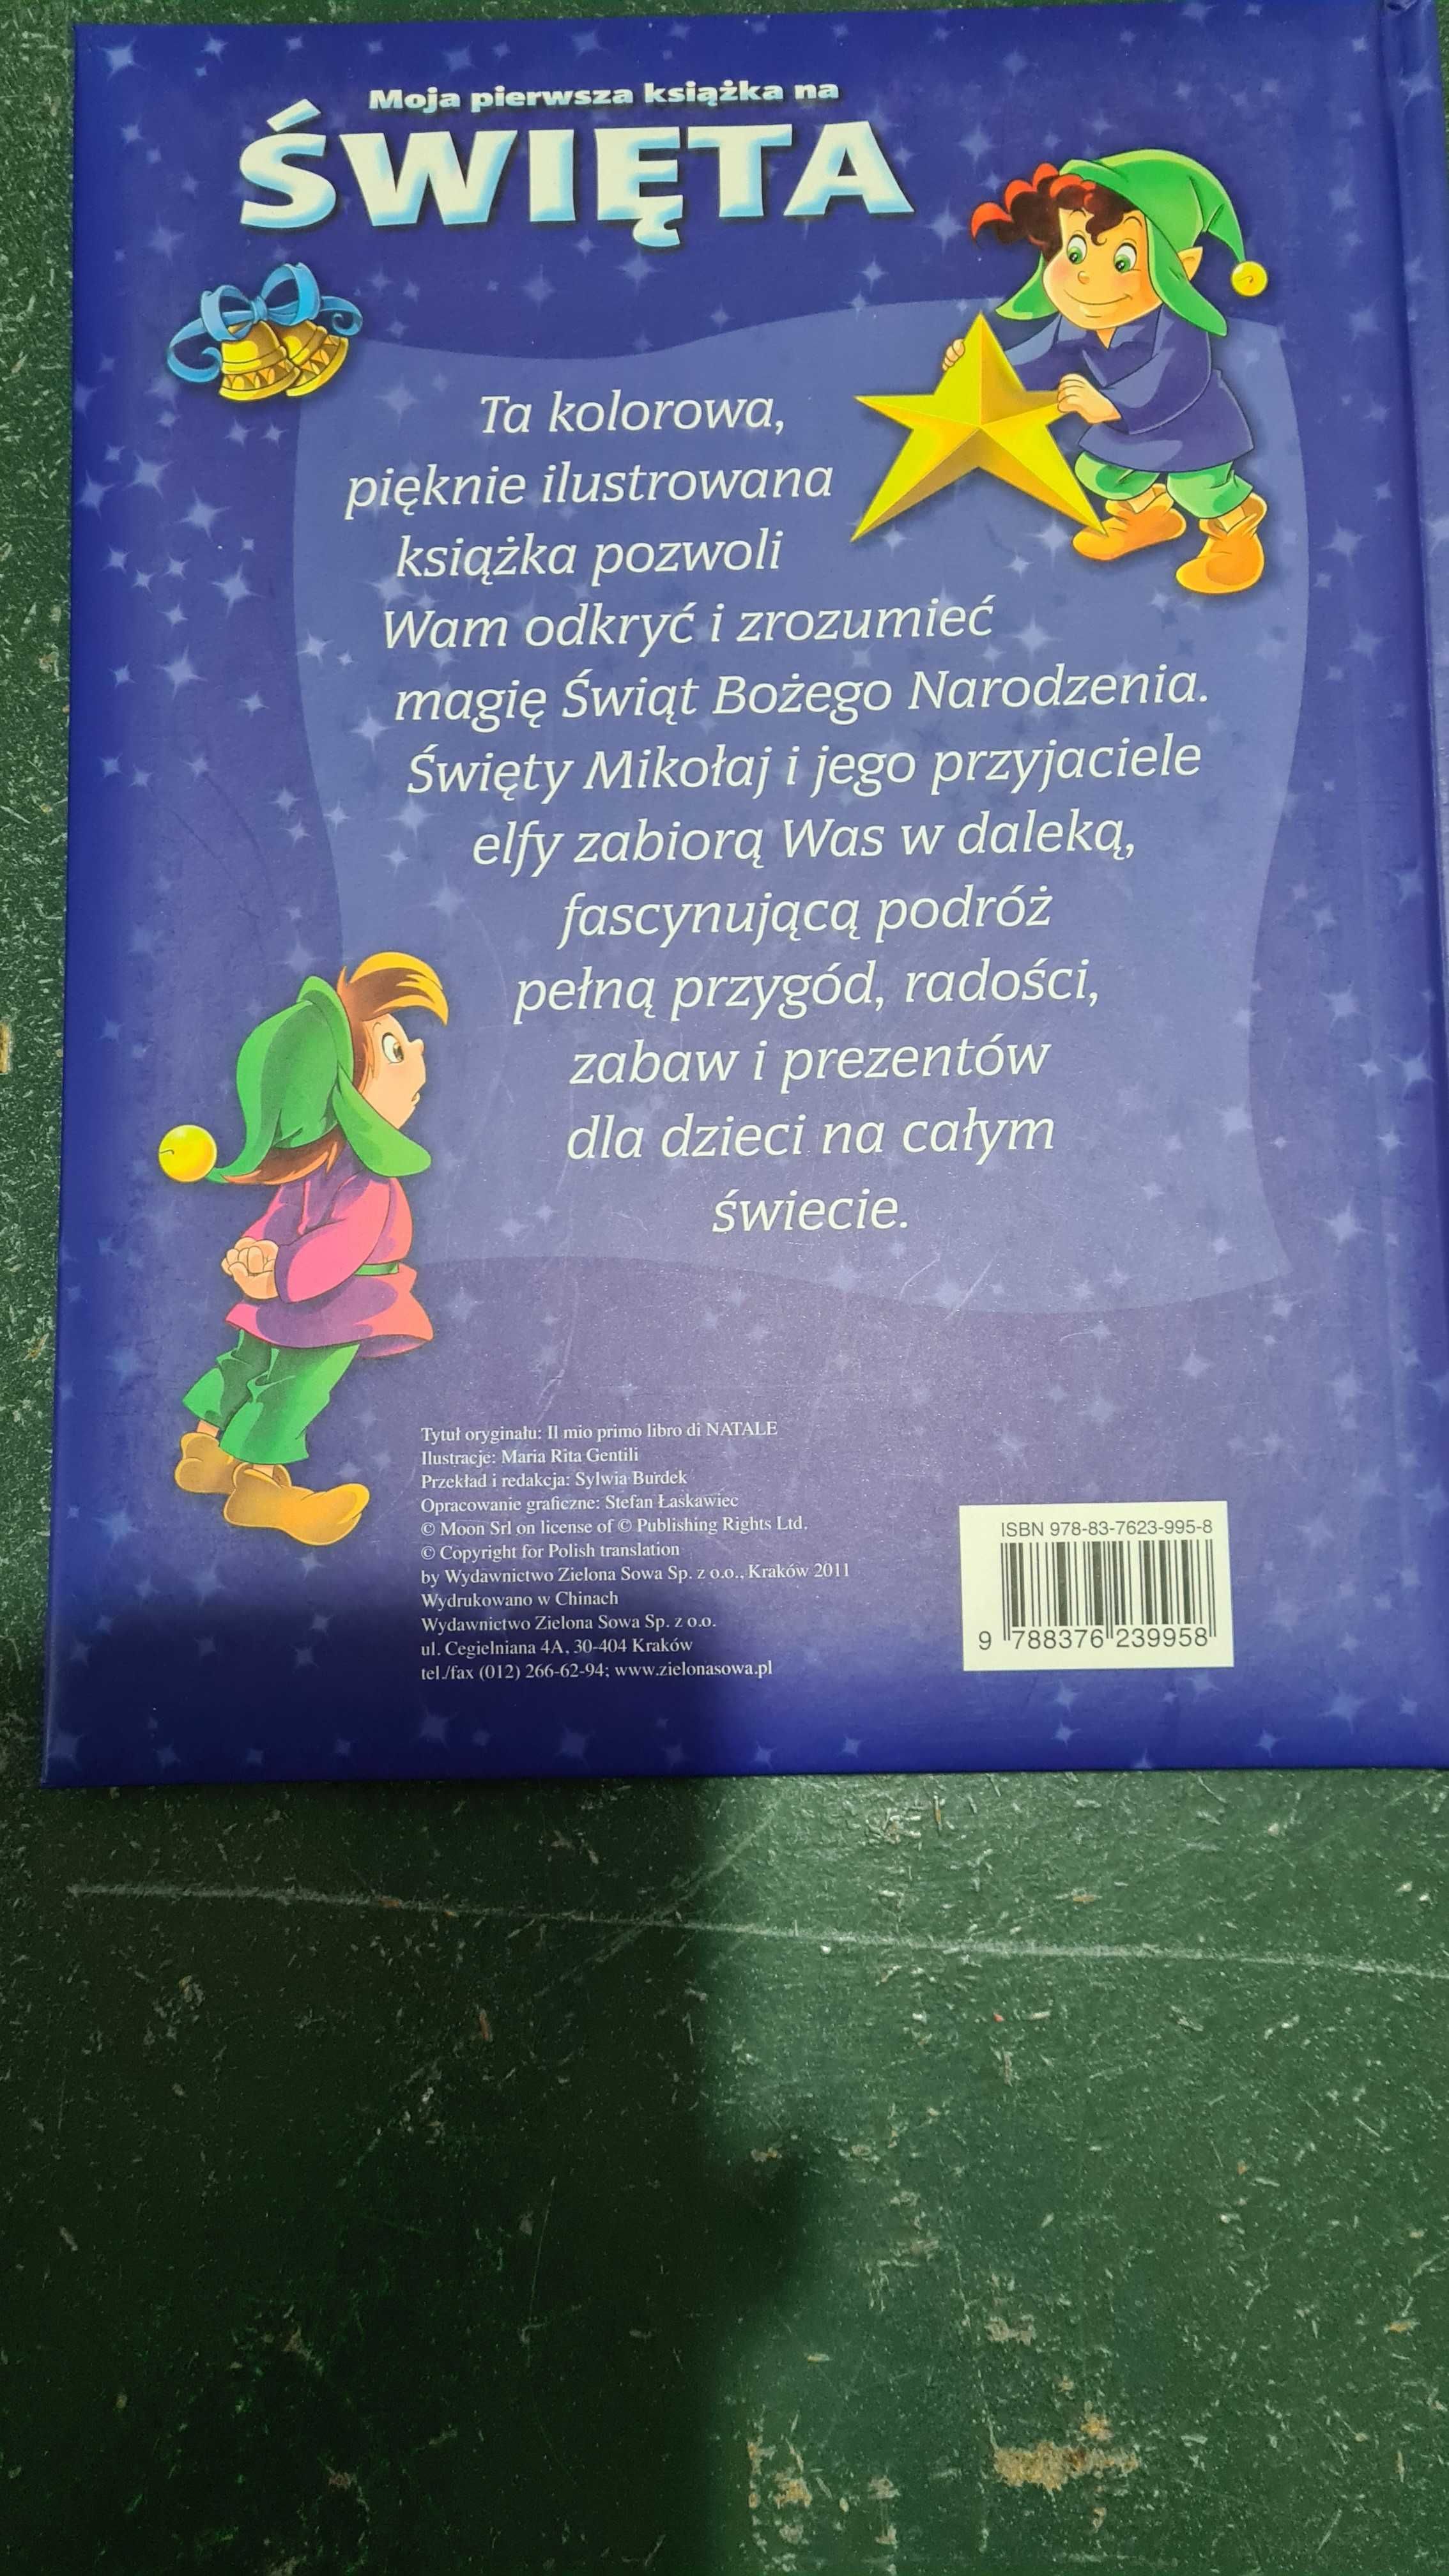 Moja pierwsza książka na
ŚWIĘTA
Ta kolorowa,
pięknie ilustrowana
książka pozwoli
Wam odkryć i zrozumieć
magię Świąt Bożego Narodzenia.
Święty Mikołaj i jego przyjaciele
elfy zabiorą Was w daleką,
fascynującą podróż
pełną przygód, radości,
zabaw i prezentów
dla dzieci na całym
świecie.
Tytuł oryginału: Il mio primo libro di NATALE
Ilustracje: Maria Rita Gentili
Przekład i redakcja: Sylwia Burdek
Opracowanie graficzne: Stefan Łaskawiec
© Moon Srl on license of © Publishing Rights Ltd.
© Copyright for Polish translation
by Wydawnictwo Zielona Sowa Sp. z o.o., Kraków 2011
Wydrukowano w Chinach
Wydawnictwo Zielona Sowa Sp. z o.o.
ul. Cegielniana 4A, 30-404 Kraków
tel./fax (012) 266-62-94; www.zielonasowa.pl
ISBN 978-83-7623-995-8
9 788376 239958